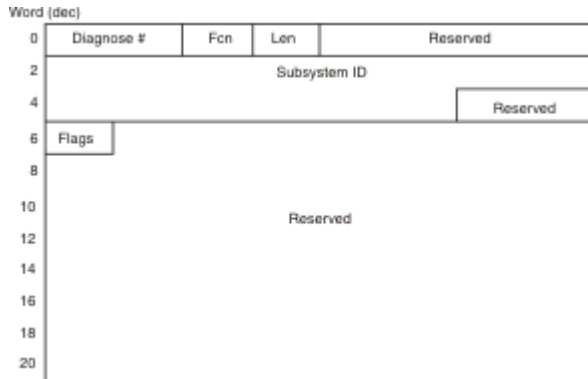 Word (dec)
0 Diagnose # Fcn Len Reserved
2 Subsystem ID
4 Reserved
6 Flags
8
10 Reserved
12
14
16
18
20